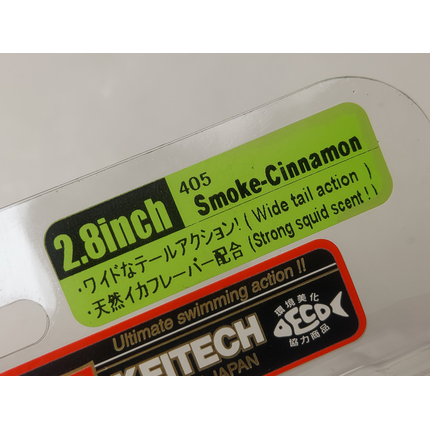 2.8inch 405 Smoke-Cinnamon
・ワイドなテールアクション!(Wide tail action)
・天然イカフレーバー配合(Strong squid scent!)
Ultimate swimming action!!
KEITECH
JAPAN
環境美化
ECO
協力商品